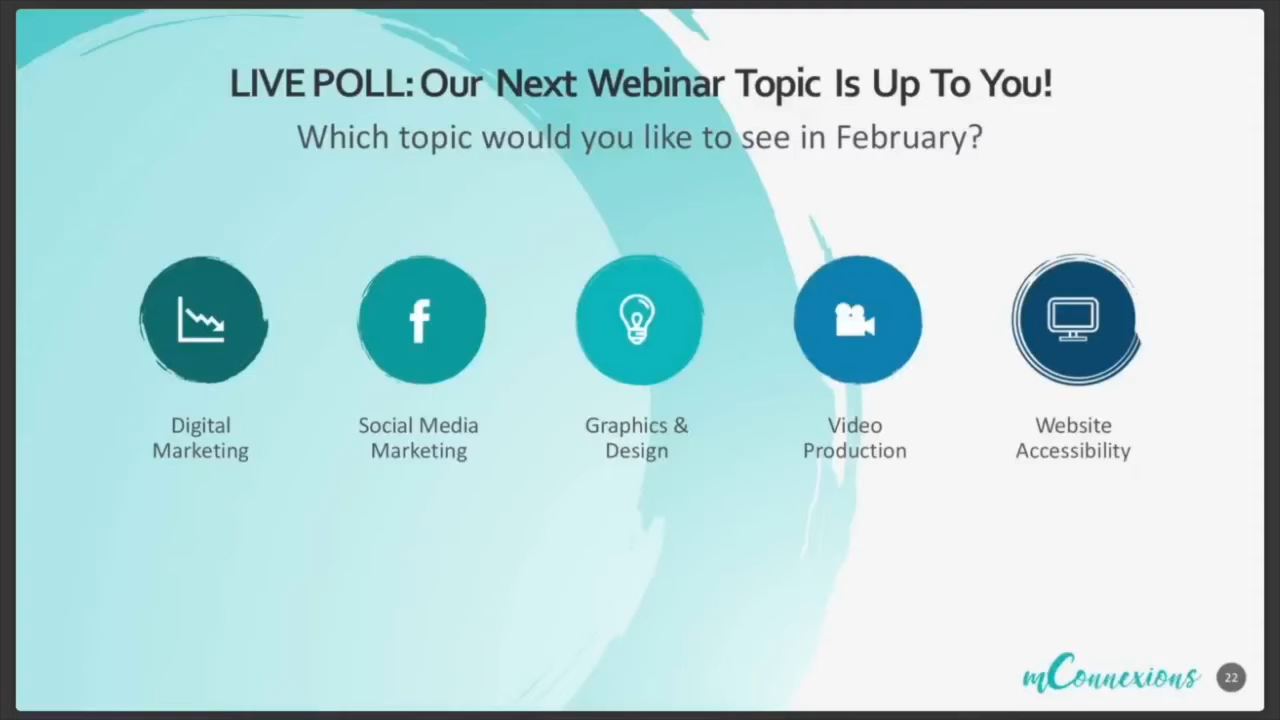 LIVE POLL: Our Next Webinar Topic Is Up To You!
Which topic would you like to see in February?
Digital
Marketing
Social Media
Marketing
Graphics &
Design
Video
Production
Website
Accessibility
mConnexions
22